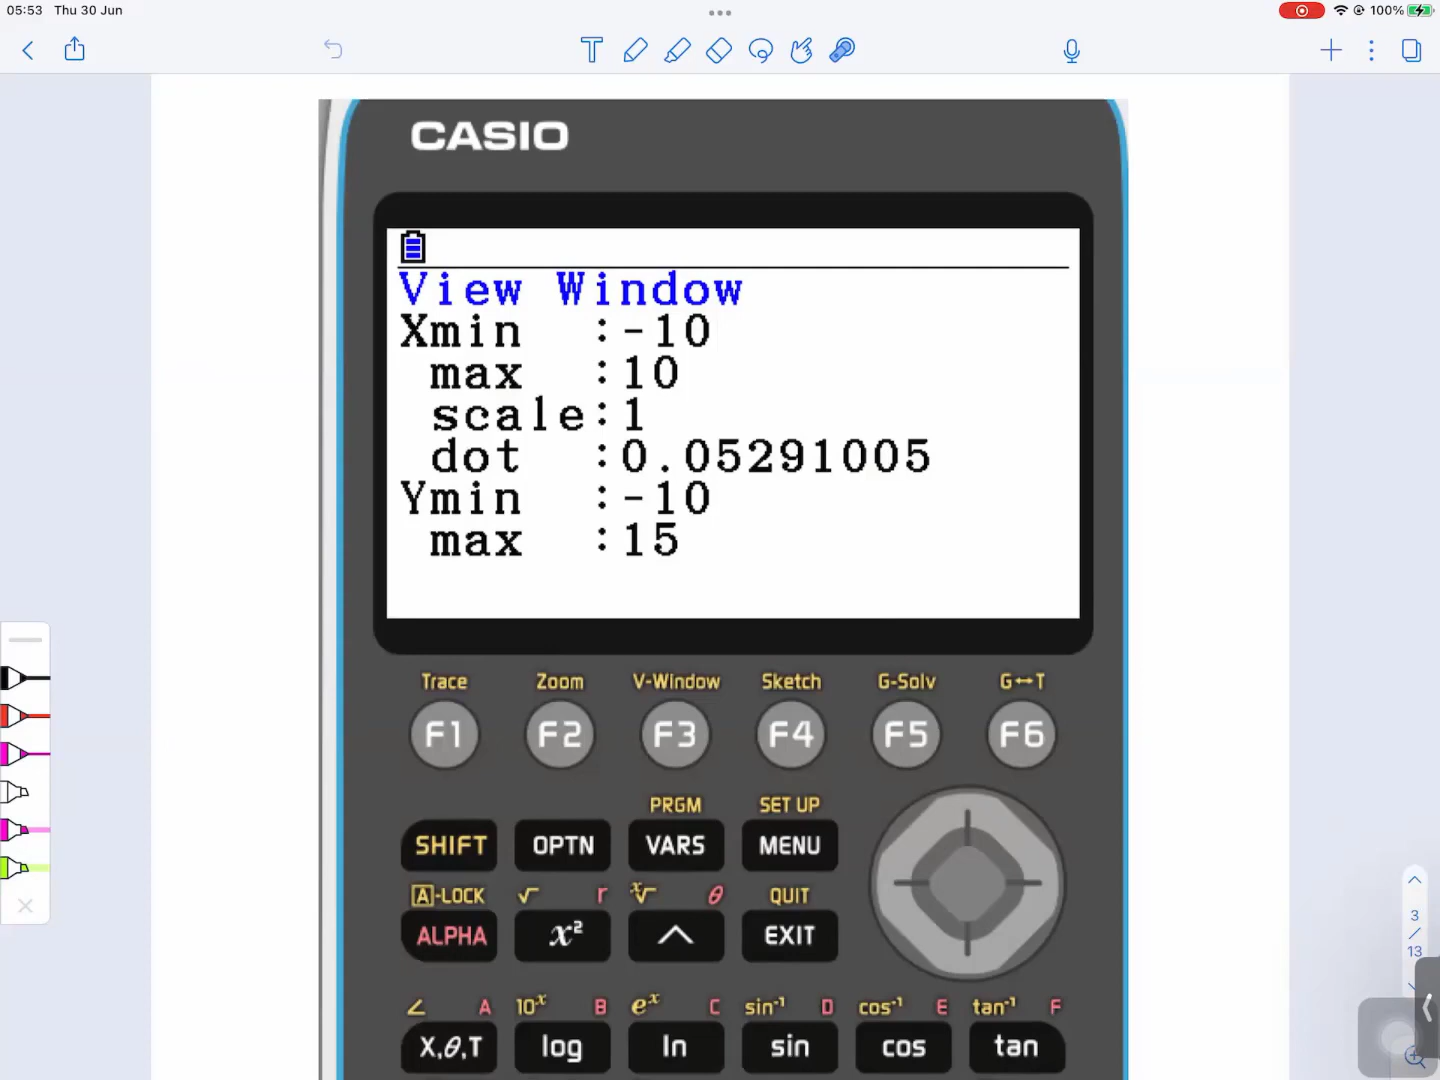 05:53 Thu 30 Jun
100%
T
CASIO
View Window
Xmin :-10
max :10
scale:1
dot :0.05291005
Ymin :-10
max :15
Trace Zoom V-Window Sketch G-Solv G↔T
F1 F2 F3 F4 F5 F6
PRGM SET UP
SHIFT OPTN VARS MENU
A-LOCK √ r ˣ√ θ QUIT
ALPHA x² ^ EXIT
∠ A 10ˣ B eˣ C sin⁻¹ D cos⁻¹ E tan⁻¹ F
X,θ,T log ln sin cos tan
3
/
13